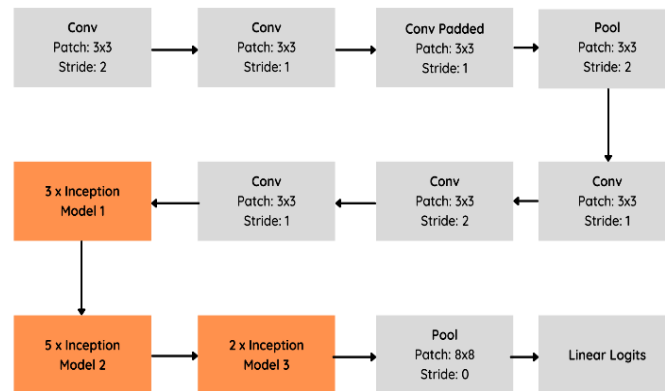 Conv
Patch: 3x3
Stride: 2
Conv
Patch: 3x3
Stride: 1
Conv Padded
Patch: 3x3
Stride: 1
Pool
Patch: 3x3
Stride: 2
Conv
Patch: 3x3
Stride: 1
Conv
Patch: 3x3
Stride: 2
Conv
Patch: 3x3
Stride: 1
3 x Inception
Model 1
5 x Inception
Model 2
2 x Inception
Model 3
Pool
Patch: 8x8
Stride: 0
Linear Logits